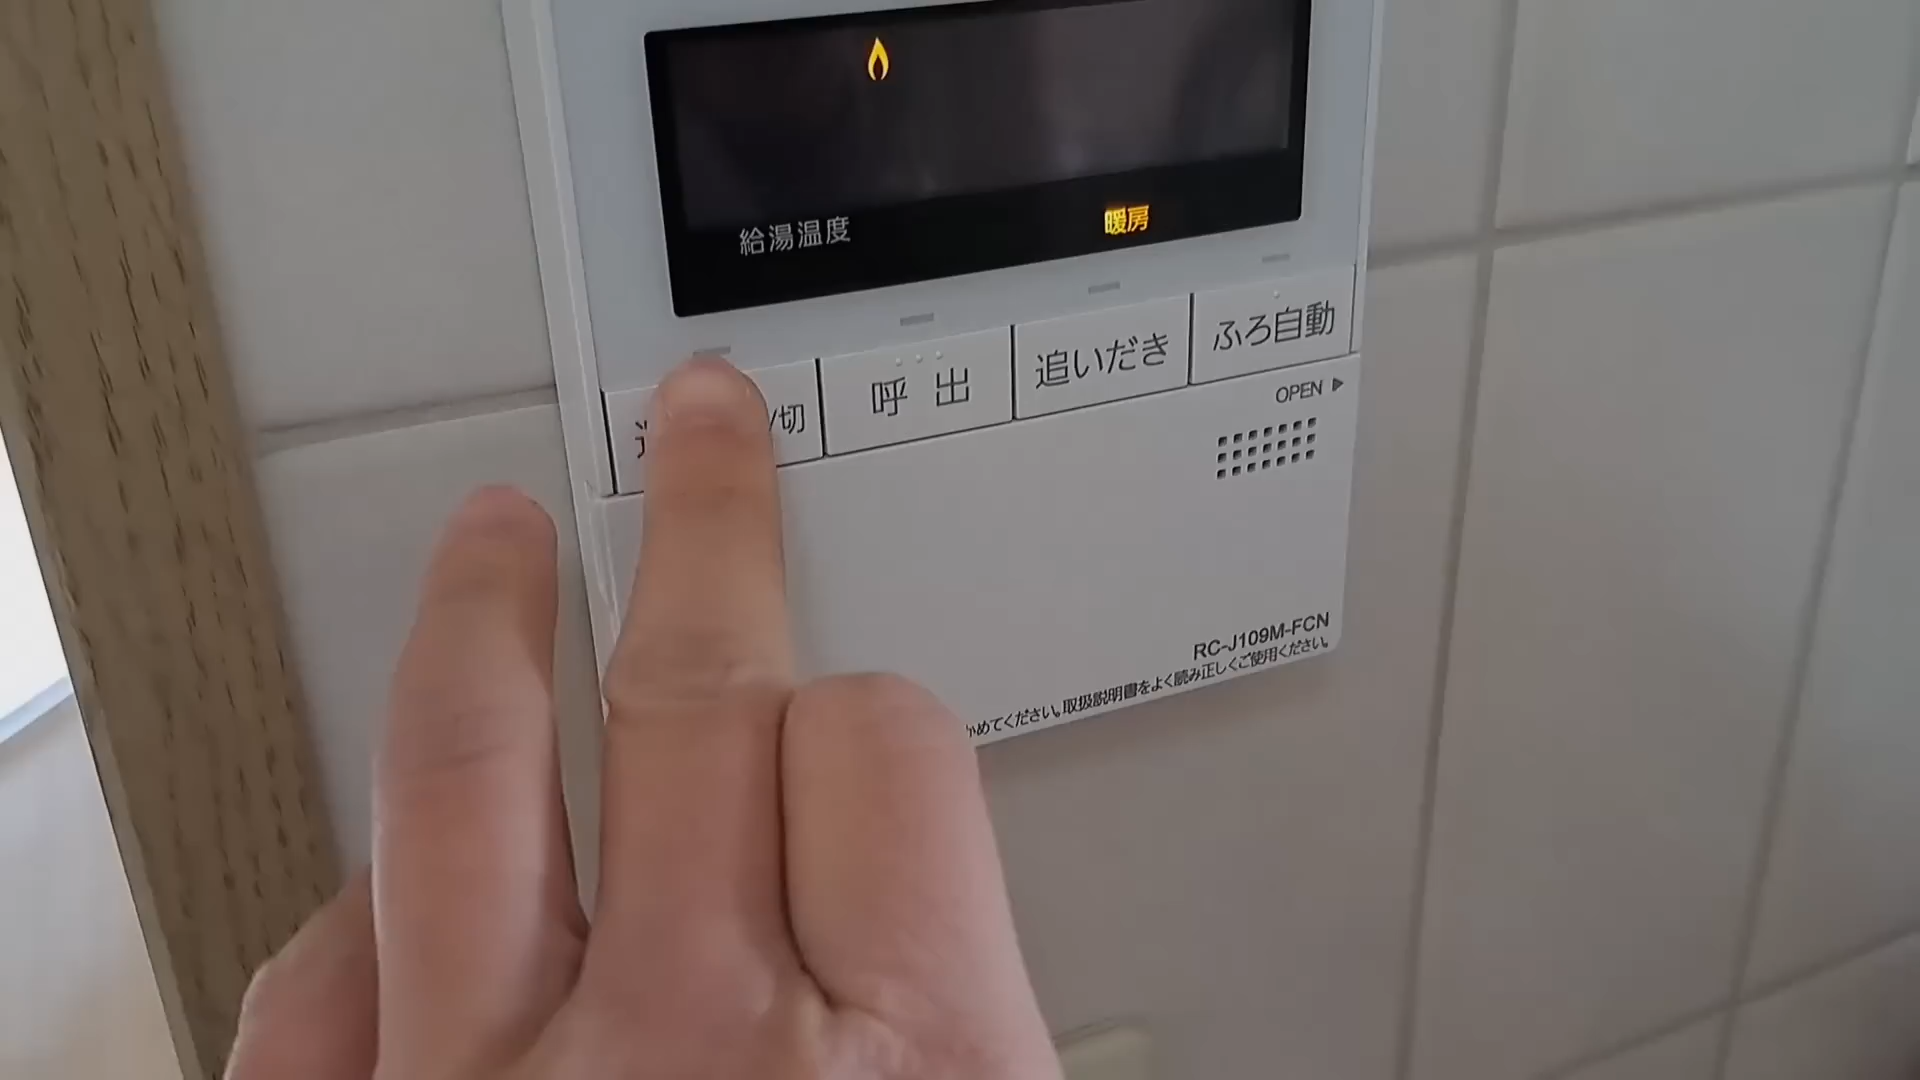 給湯温度
暖房
/切
呼出
追いだき
ふろ自動
OPEN ▶
RC-J109M-FCN
かめてください。取扱説明書をよく読み正しくご使用ください。